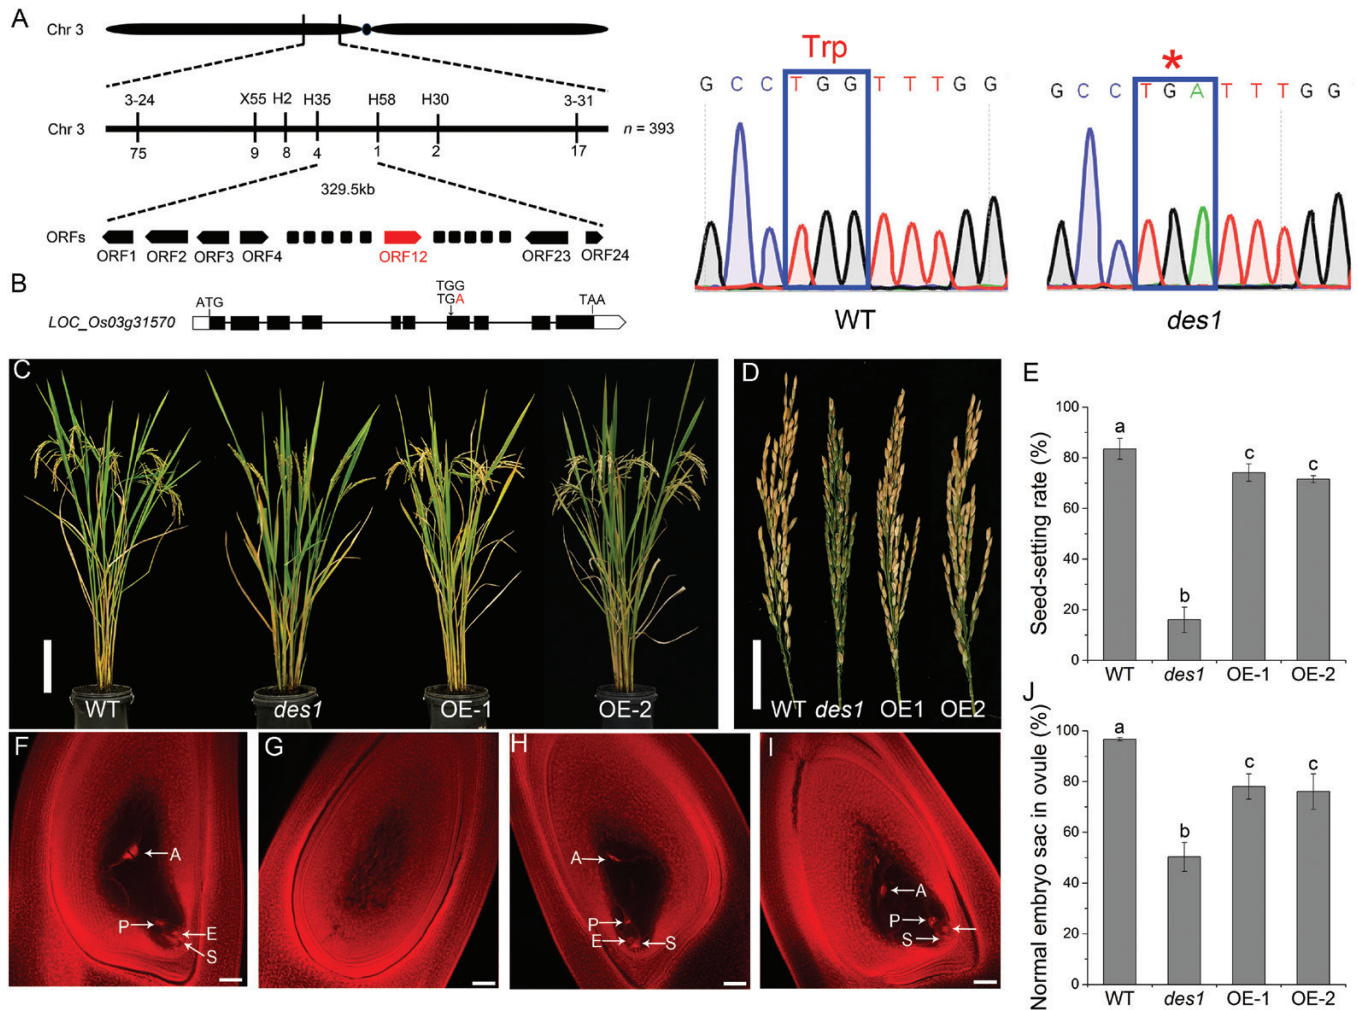 A
Chr 3
3-24 X55 H2 H35 H58 H30 3-31
Chr 3
n = 393
75 9 8 4 1 2 17
329.5kb
ORFs
ORF1 ORF2 ORF3 ORF4 ORF12 ORF23 ORF24
Trp
G C C T G G T T T G G
WT
*
G C C T G A T T T G G
des1
B
TGG
ATG TGA TAA
LOC_Os03g31570
C
WT des1 OE-1 OE-2
D
WT des1 OE1 OE2
E
Seed-setting rate (%)
100
80
60
40
20
0
a
b
c
c
WT des1 OE-1 OE-2
F
A
P
E
S
G
H
A
P
E
S
I
A
P
S
J
Normal embryo sac in ovule (%)
100
80
60
40
20
0
a
b
c
c
WT des1 OE-1 OE-2